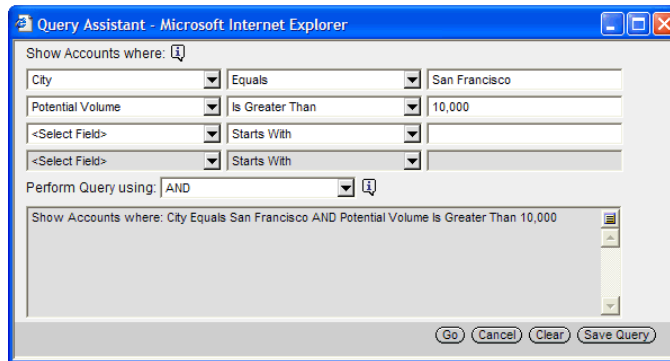 Query Assistant - Microsoft Internet Explorer
Show Accounts where:
City Equals San Francisco
Potential Volume Is Greater Than 10,000
<Select Field> Starts With
<Select Field> Starts With
Perform Query using: AND
Show Accounts where: City Equals San Francisco AND Potential Volume Is Greater Than 10,000
Go Cancel Clear Save Query